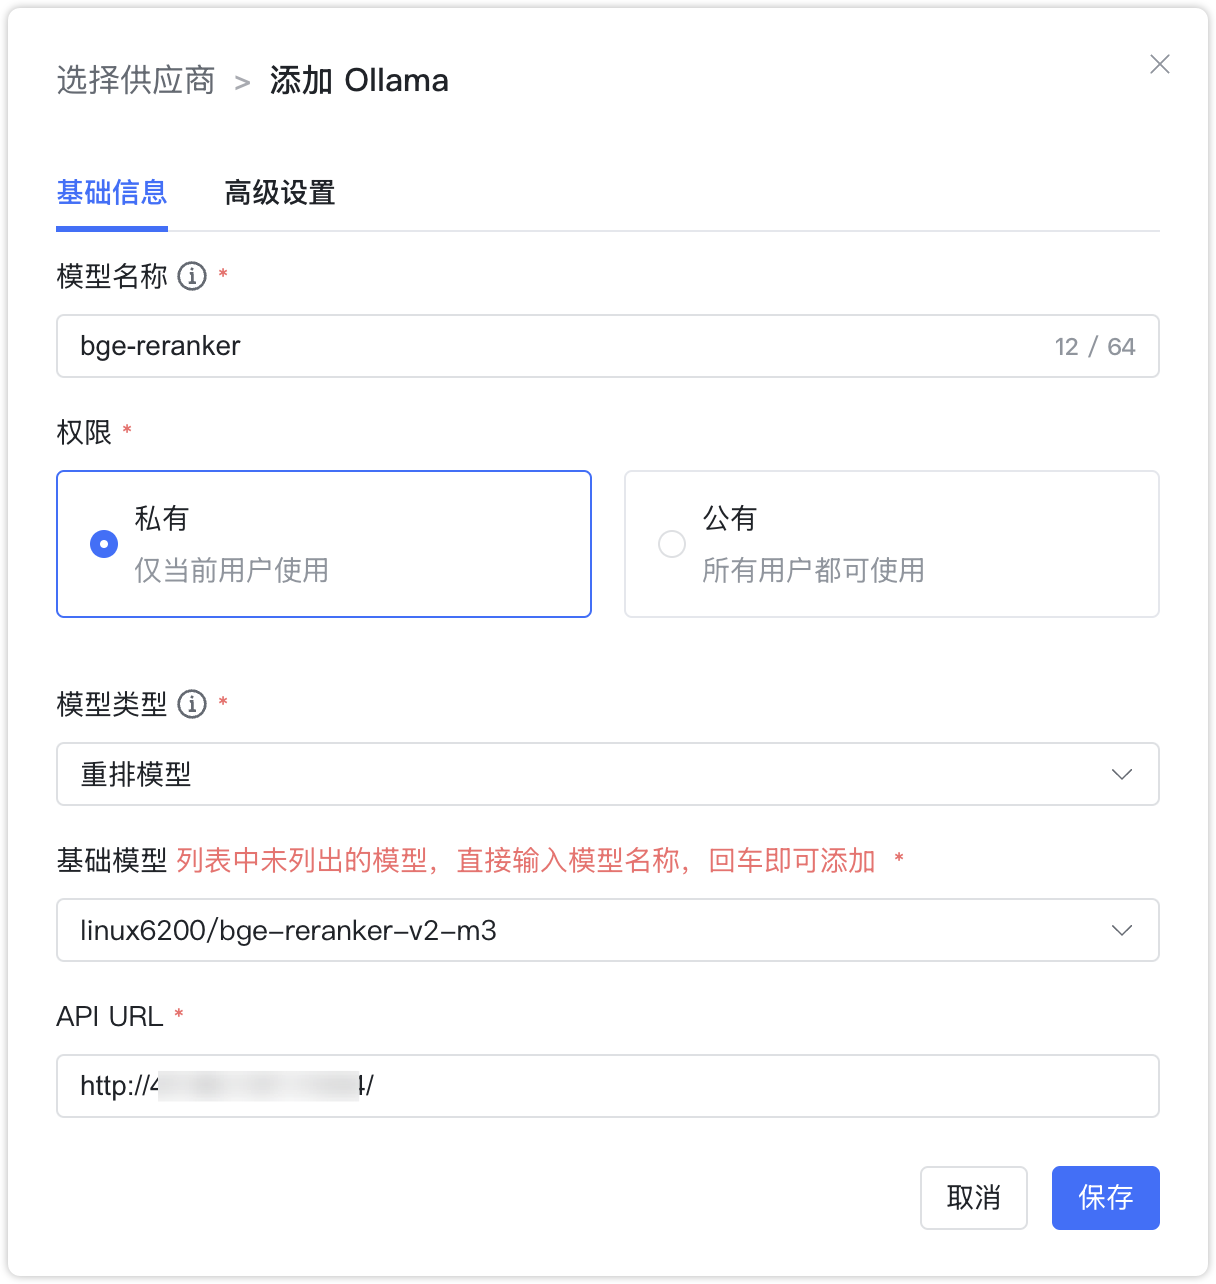 选择供应商 > 添加 Ollama
基础信息 高级设置
模型名称 *
bge-reranker 12 / 64
权限 *
私有
仅当前用户使用
公有
所有用户都可使用
模型类型 *
重排模型
基础模型 列表中未列出的模型，直接输入模型名称，回车即可添加 *
linux6200/bge-reranker-v2-m3
API URL *
http://4 4/
取消 保存